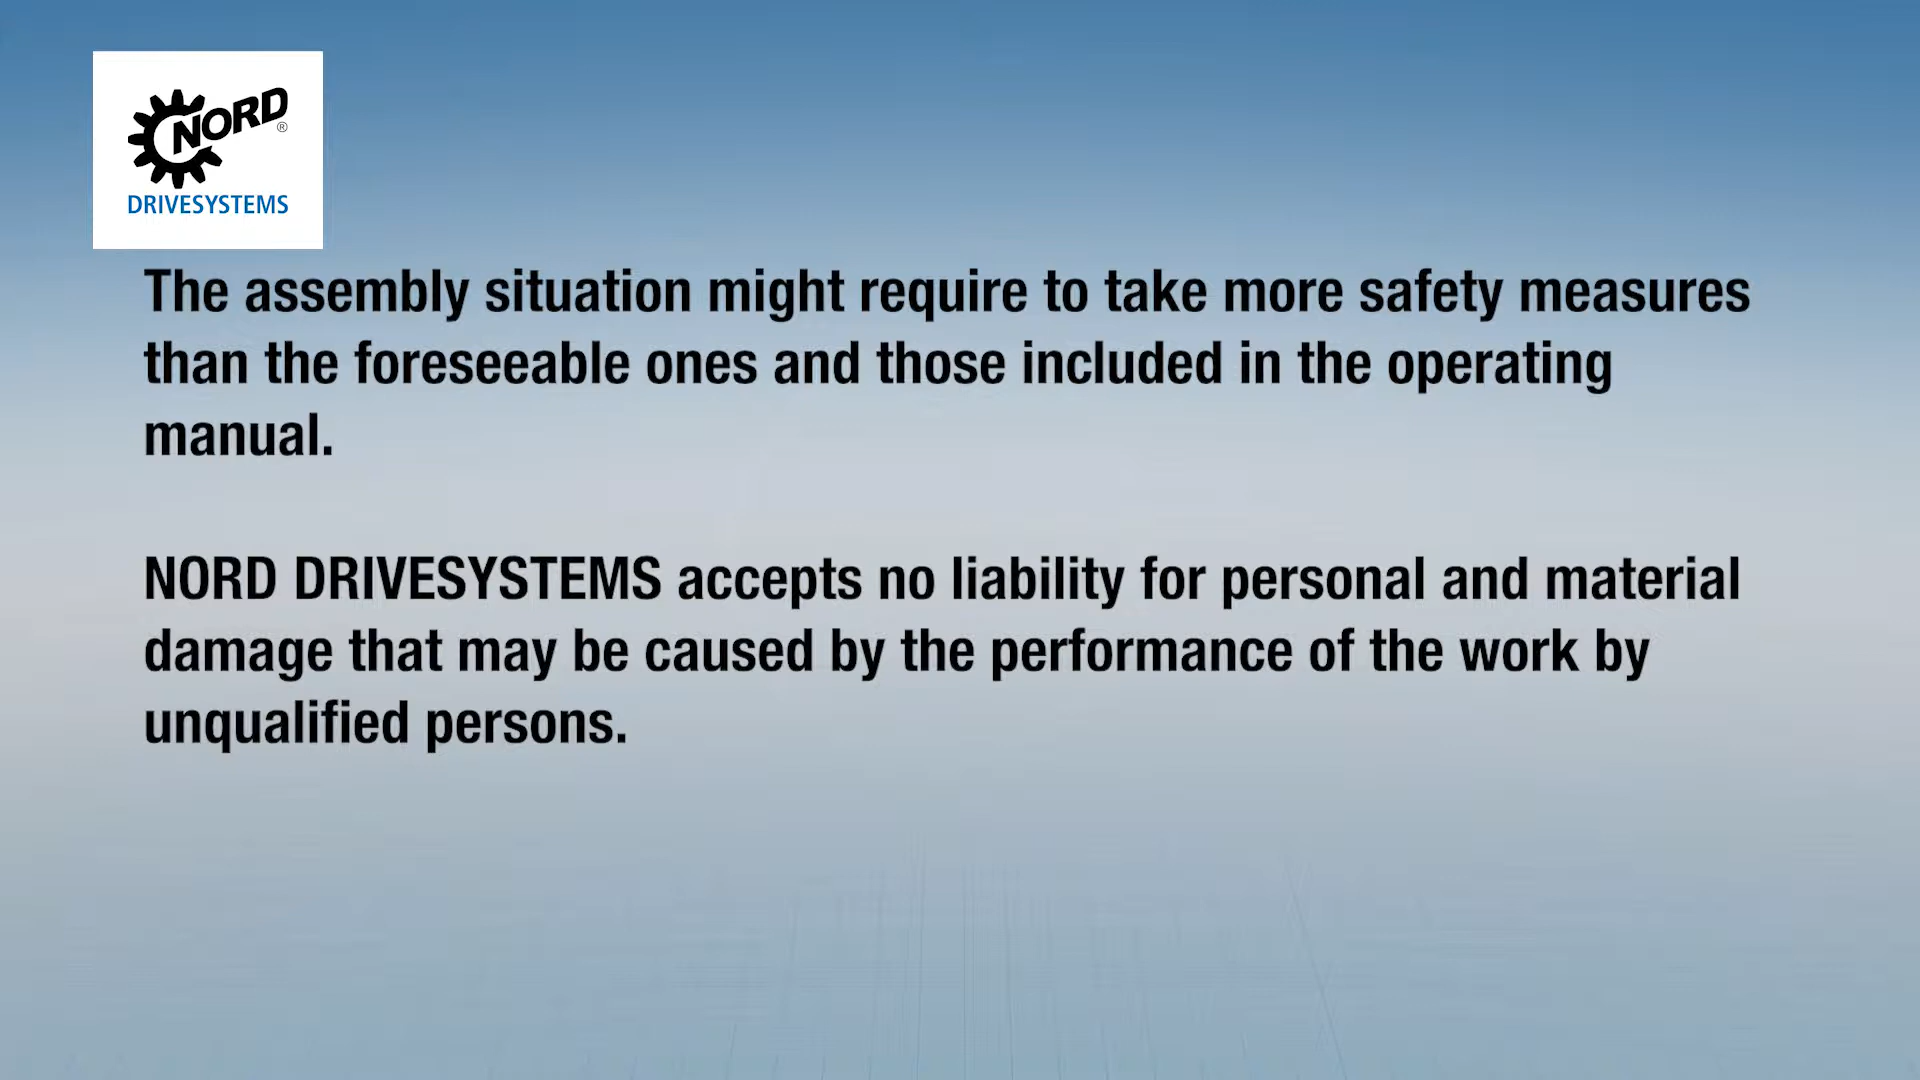 NORD
®
DRIVESYSTEMS
The assembly situation might require to take more safety measures
than the foreseeable ones and those included in the operating
manual.
NORD DRIVESYSTEMS accepts no liability for personal and material
damage that may be caused by the performance of the work by
unqualified persons.